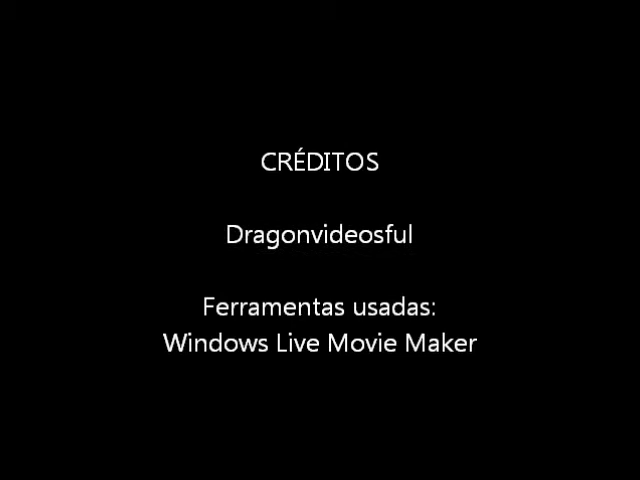 CRÉDITOS
Dragonvideosful
Ferramentas usadas:
Windows Live Movie Maker